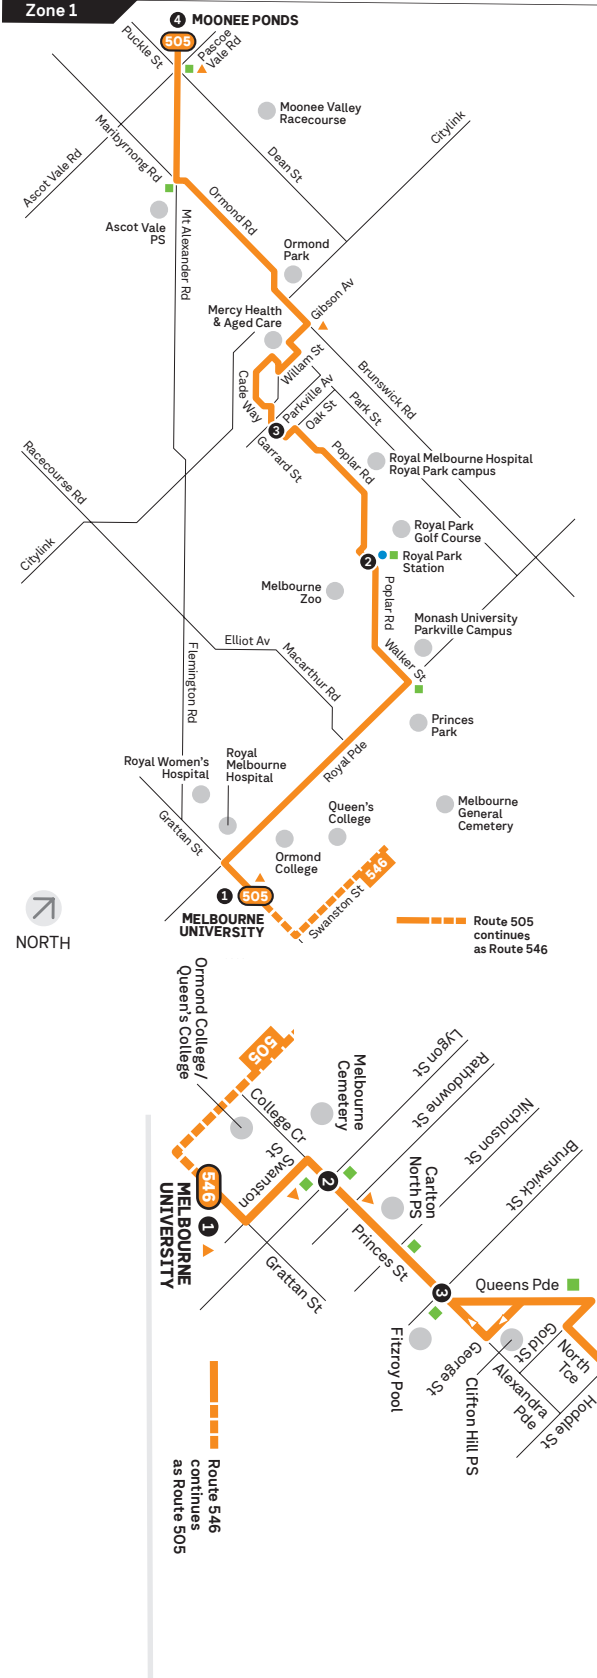 Zone 1
4 MOONEE PONDS
505
Puckle St
Pascoe
Vale Rd
Moonee Valley
Racecourse
Citylink
Maribyrnong Rd
Dean St
Ascot Vale Rd
Ascot Vale
PS
Mt Alexander Rd
Ormond Rd
Ormond
Park
Gibson Av
Mercy Health
& Aged Care
Willam St
Brunswick Rd
Cade Way
Parkville Av
Oak St
Park St
3
Garrard St
Poplar Rd
Royal Melbourne Hospital
Royal Park campus
Racecourse Rd
Royal Park
Golf Course
Citylink
2
Royal Park
Station
Melbourne
Zoo
Poplar Rd
Monash University
Parkville Campus
Elliot Av
Macarthur Rd
Walker St
Flemington Rd
Princes
Park
Royal Women's
Hospital
Royal
Melbourne
Hospital
Royal Pde
Grattan St
Queen's
College
Melbourne
General
Cemetery
Ormond
College
546
1
505
MELBOURNE
UNIVERSITY
Swanston St
Route 505
continues
as Route 546
NORTH
Ormond College/
Queen's College
505
Melbourne
Cemetery
Lygon St
Rathdowne St
Nicholson St
Brunswick St
College Cr
Swanston
St
2
Carlton
North PS
546
1
MELBOURNE
UNIVERSITY
Princes St
Grattan St
3
Queens Pde
Fitzroy Pool
George St
Clifton Hill PS
Gold St
North
Tce
Alexandra
Pde
Hoddle St
Route 546
continues
as Route 505